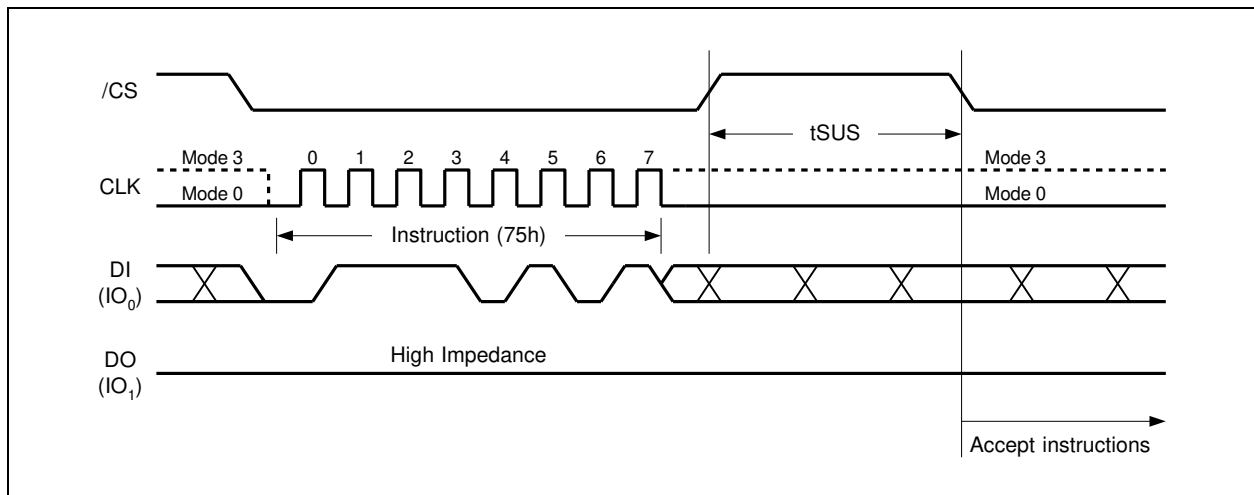 /CS
tSUS
Mode 3 0 1 2 3 4 5 6 7 Mode 3
CLK
Mode 0 Mode 0
Instruction (75h)
DI
(IO₀)
High Impedance
DO
(IO₁)
Accept instructions